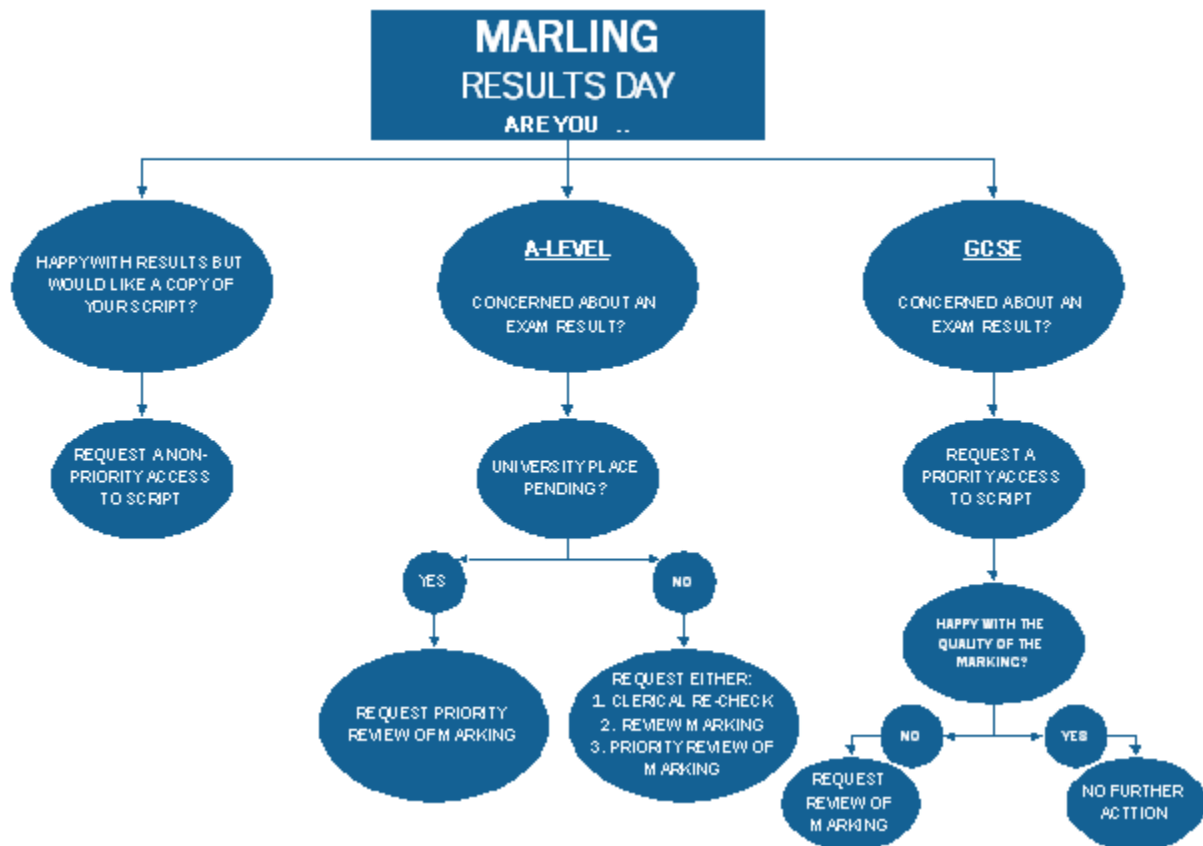 MARLING
RESULTS DAY
ARE YOU ..
HAPPY WITH RESULTS BUT
WOULD LIKE A COPY OF
YOUR SCRIPT?
REQUEST A NON-
PRIORITY ACCESS
TO SCRIPT
A-LEVEL
CONCERNED ABOUT AN
EXAM RESULT?
UNIVERSITY PLACE
PENDING?
YES
REQUEST PRIORITY
REVIEW OF MARKING
NO
REQUEST EITHER:
1. CLERICAL RE-CHECK
2. REVIEW MARKING
3. PRIORITY REVIEW OF
MARKING
GCSE
CONCERNED ABOUT AN
EXAM RESULT?
REQUEST A
PRIORITY ACCESS
TO SCRIPT
HAPPY WITH THE
QUALITY OF THE
MARKING?
NO
REQUEST
REVIEW OF
MARKING
YES
NO FURTHER
ACTTION